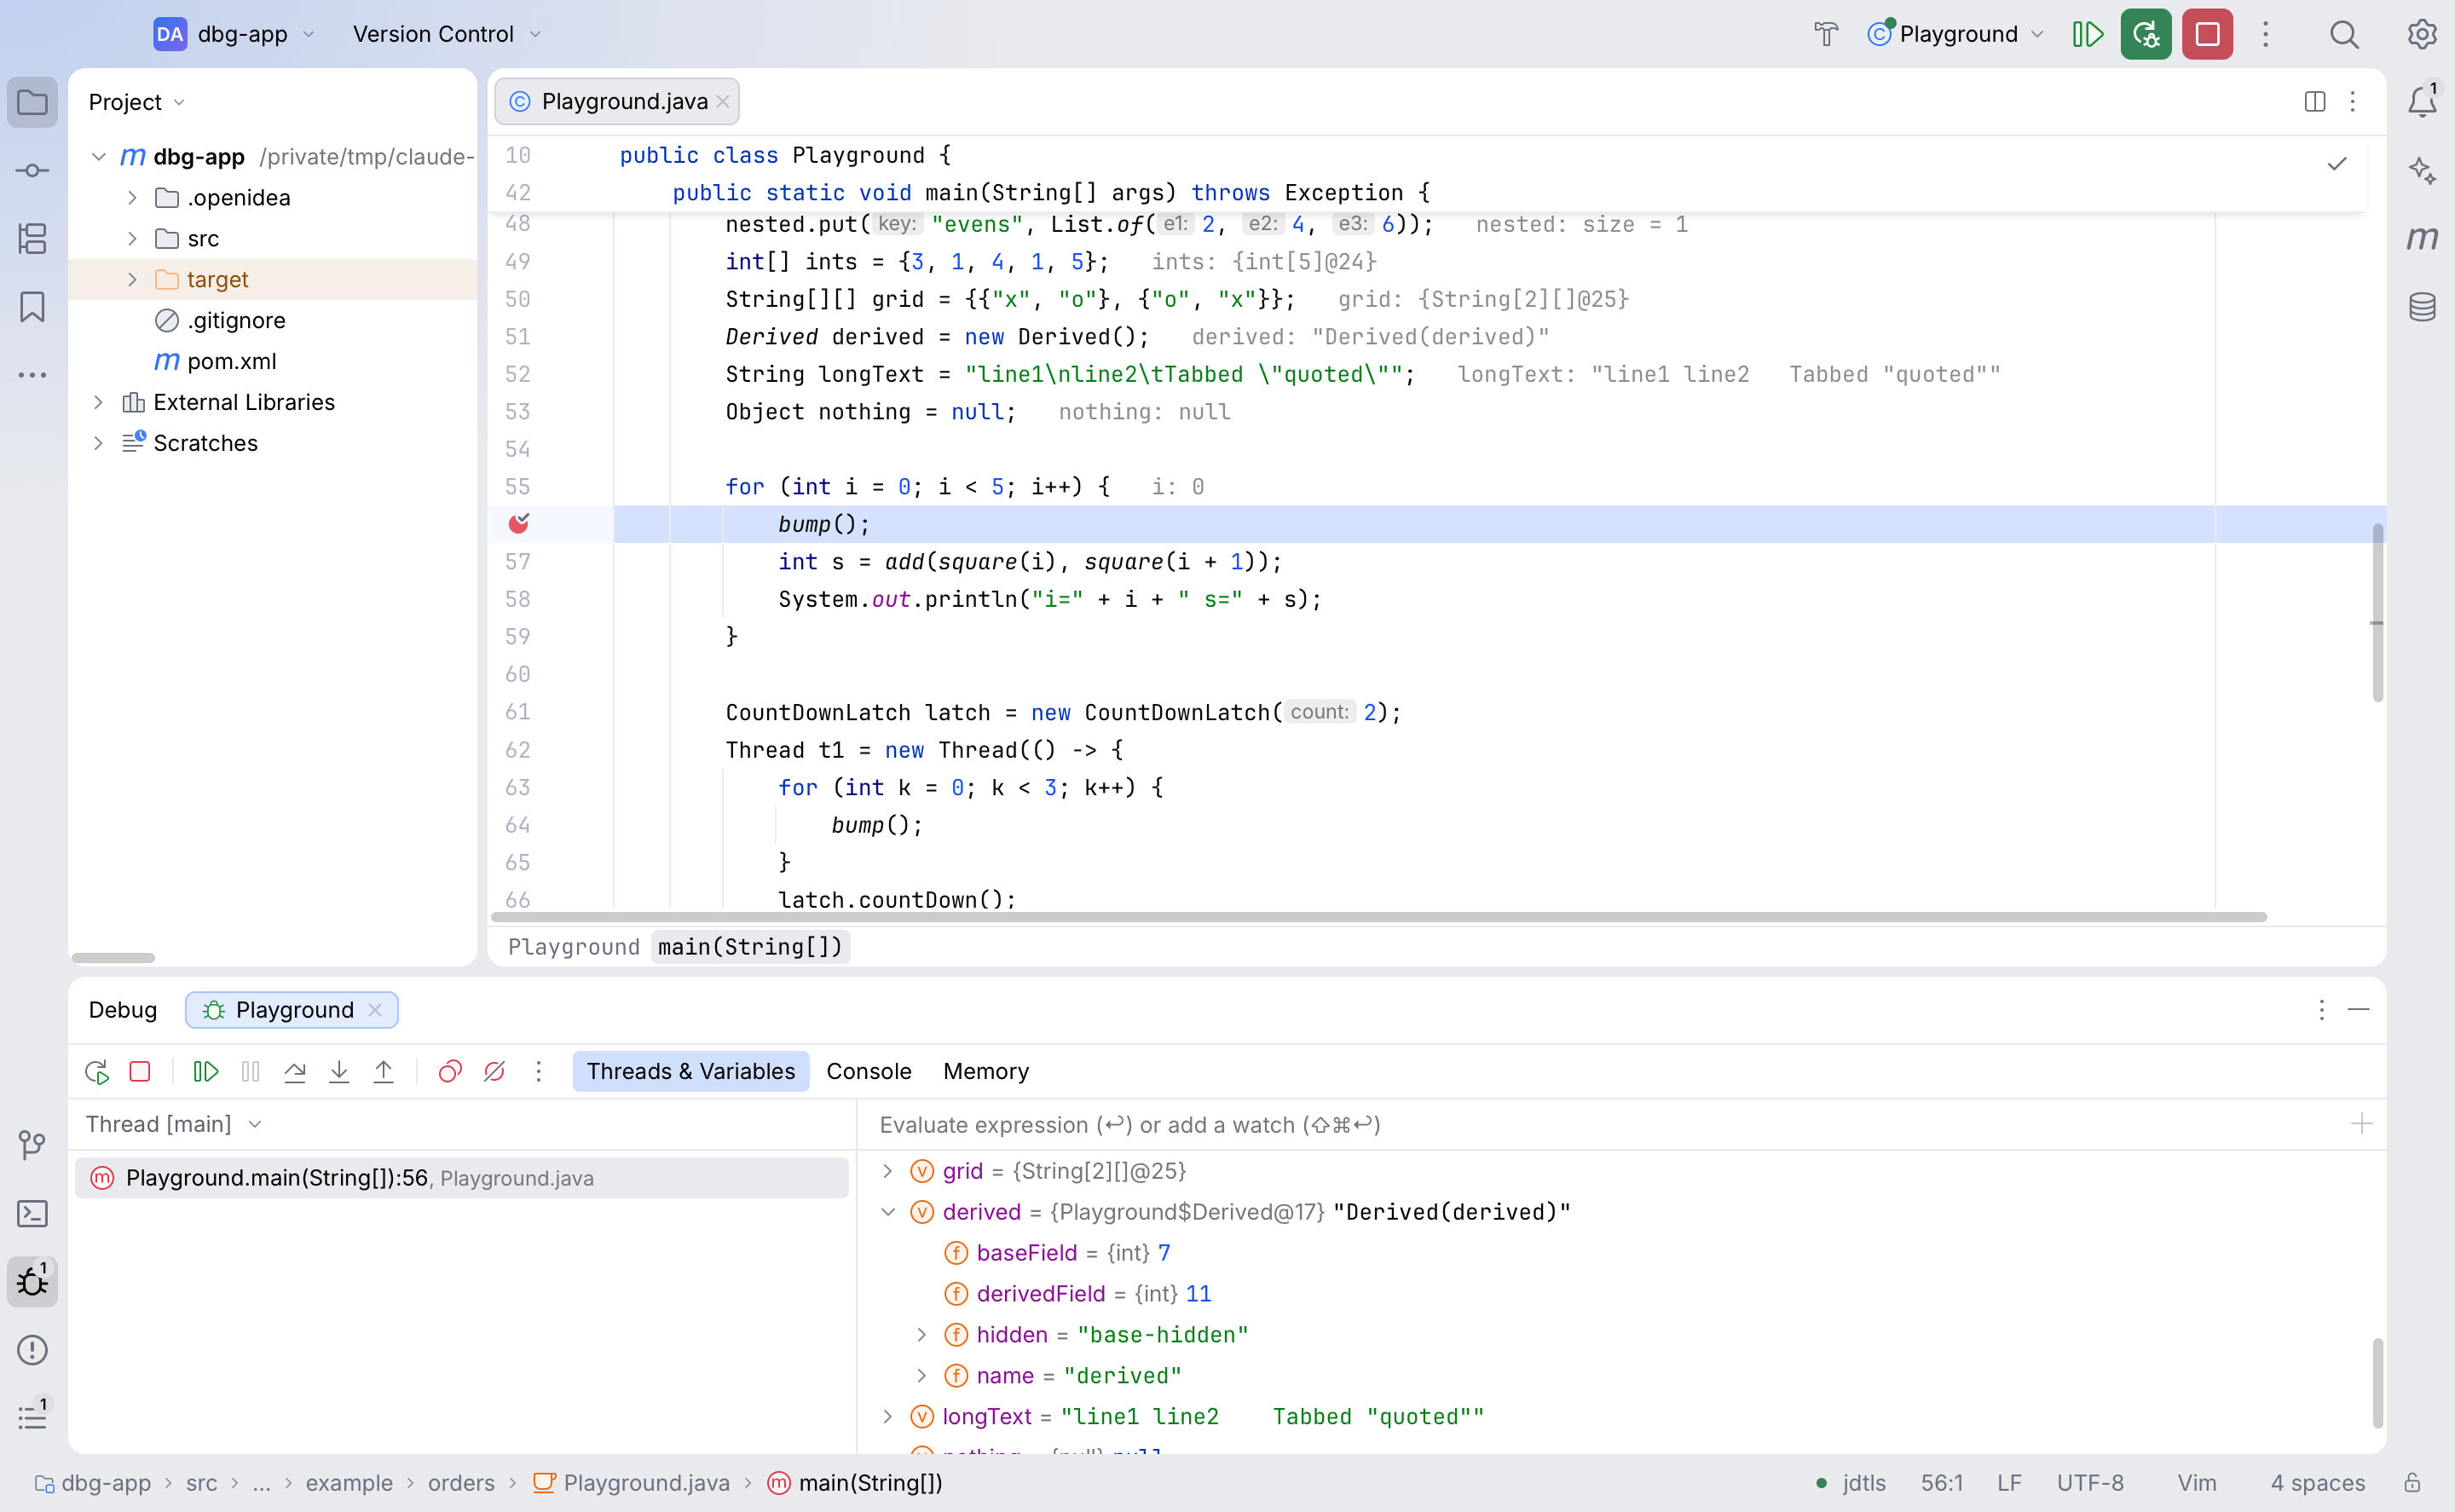 DA dbg-app Version Control Playground
Project
Playground.java
1
dbg-app /private/tmp/claude-
.openidea
src
target
.gitignore
m pom.xml
External Libraries
Scratches
10 public class Playground {
42 public static void main(String[] args) throws Exception {
48 nested.put( key: "evens", List.of( e1: 2, e2: 4, e3: 6)); nested: size = 1
49 int[] ints = {3, 1, 4, 1, 5}; ints: {int[5]@24}
50 String[][] grid = {{"x", "o"}, {"o", "x"}}; grid: {String[2][]@25}
51 Derived derived = new Derived(); derived: "Derived(derived)"
52 String longText = "line1\nline2\tTabbed \"quoted\""; longText: "line1 line2 Tabbed "quoted""
53 Object nothing = null; nothing: null
54
55 for (int i = 0; i < 5; i++) { i: 0
bump();
57 int s = add(square(i), square(i + 1));
58 System.out.println("i=" + i + " s=" + s);
59 }
60
61 CountDownLatch latch = new CountDownLatch( count: 2);
62 Thread t1 = new Thread(() -> {
63 for (int k = 0; k < 3; k++) {
64 bump();
65 }
66 latch.countDown();
Playground main(String[])
Debug Playground
Threads & Variables Console Memory
Thread [main]
Evaluate expression (↩) or add a watch (⇧⌘↩)
Playground.main(String[]):56, Playground.java
grid = {String[2][]@25}
derived = {Playground$Derived@17} "Derived(derived)"
baseField = {int} 7
derivedField = {int} 11
hidden = "base-hidden"
name = "derived"
longText = "line1 line2 Tabbed "quoted""
1
1
dbg-app › src › ... › example › orders › Playground.java › main(String[])
jdtls 56:1 LF UTF-8 Vim 4 spaces